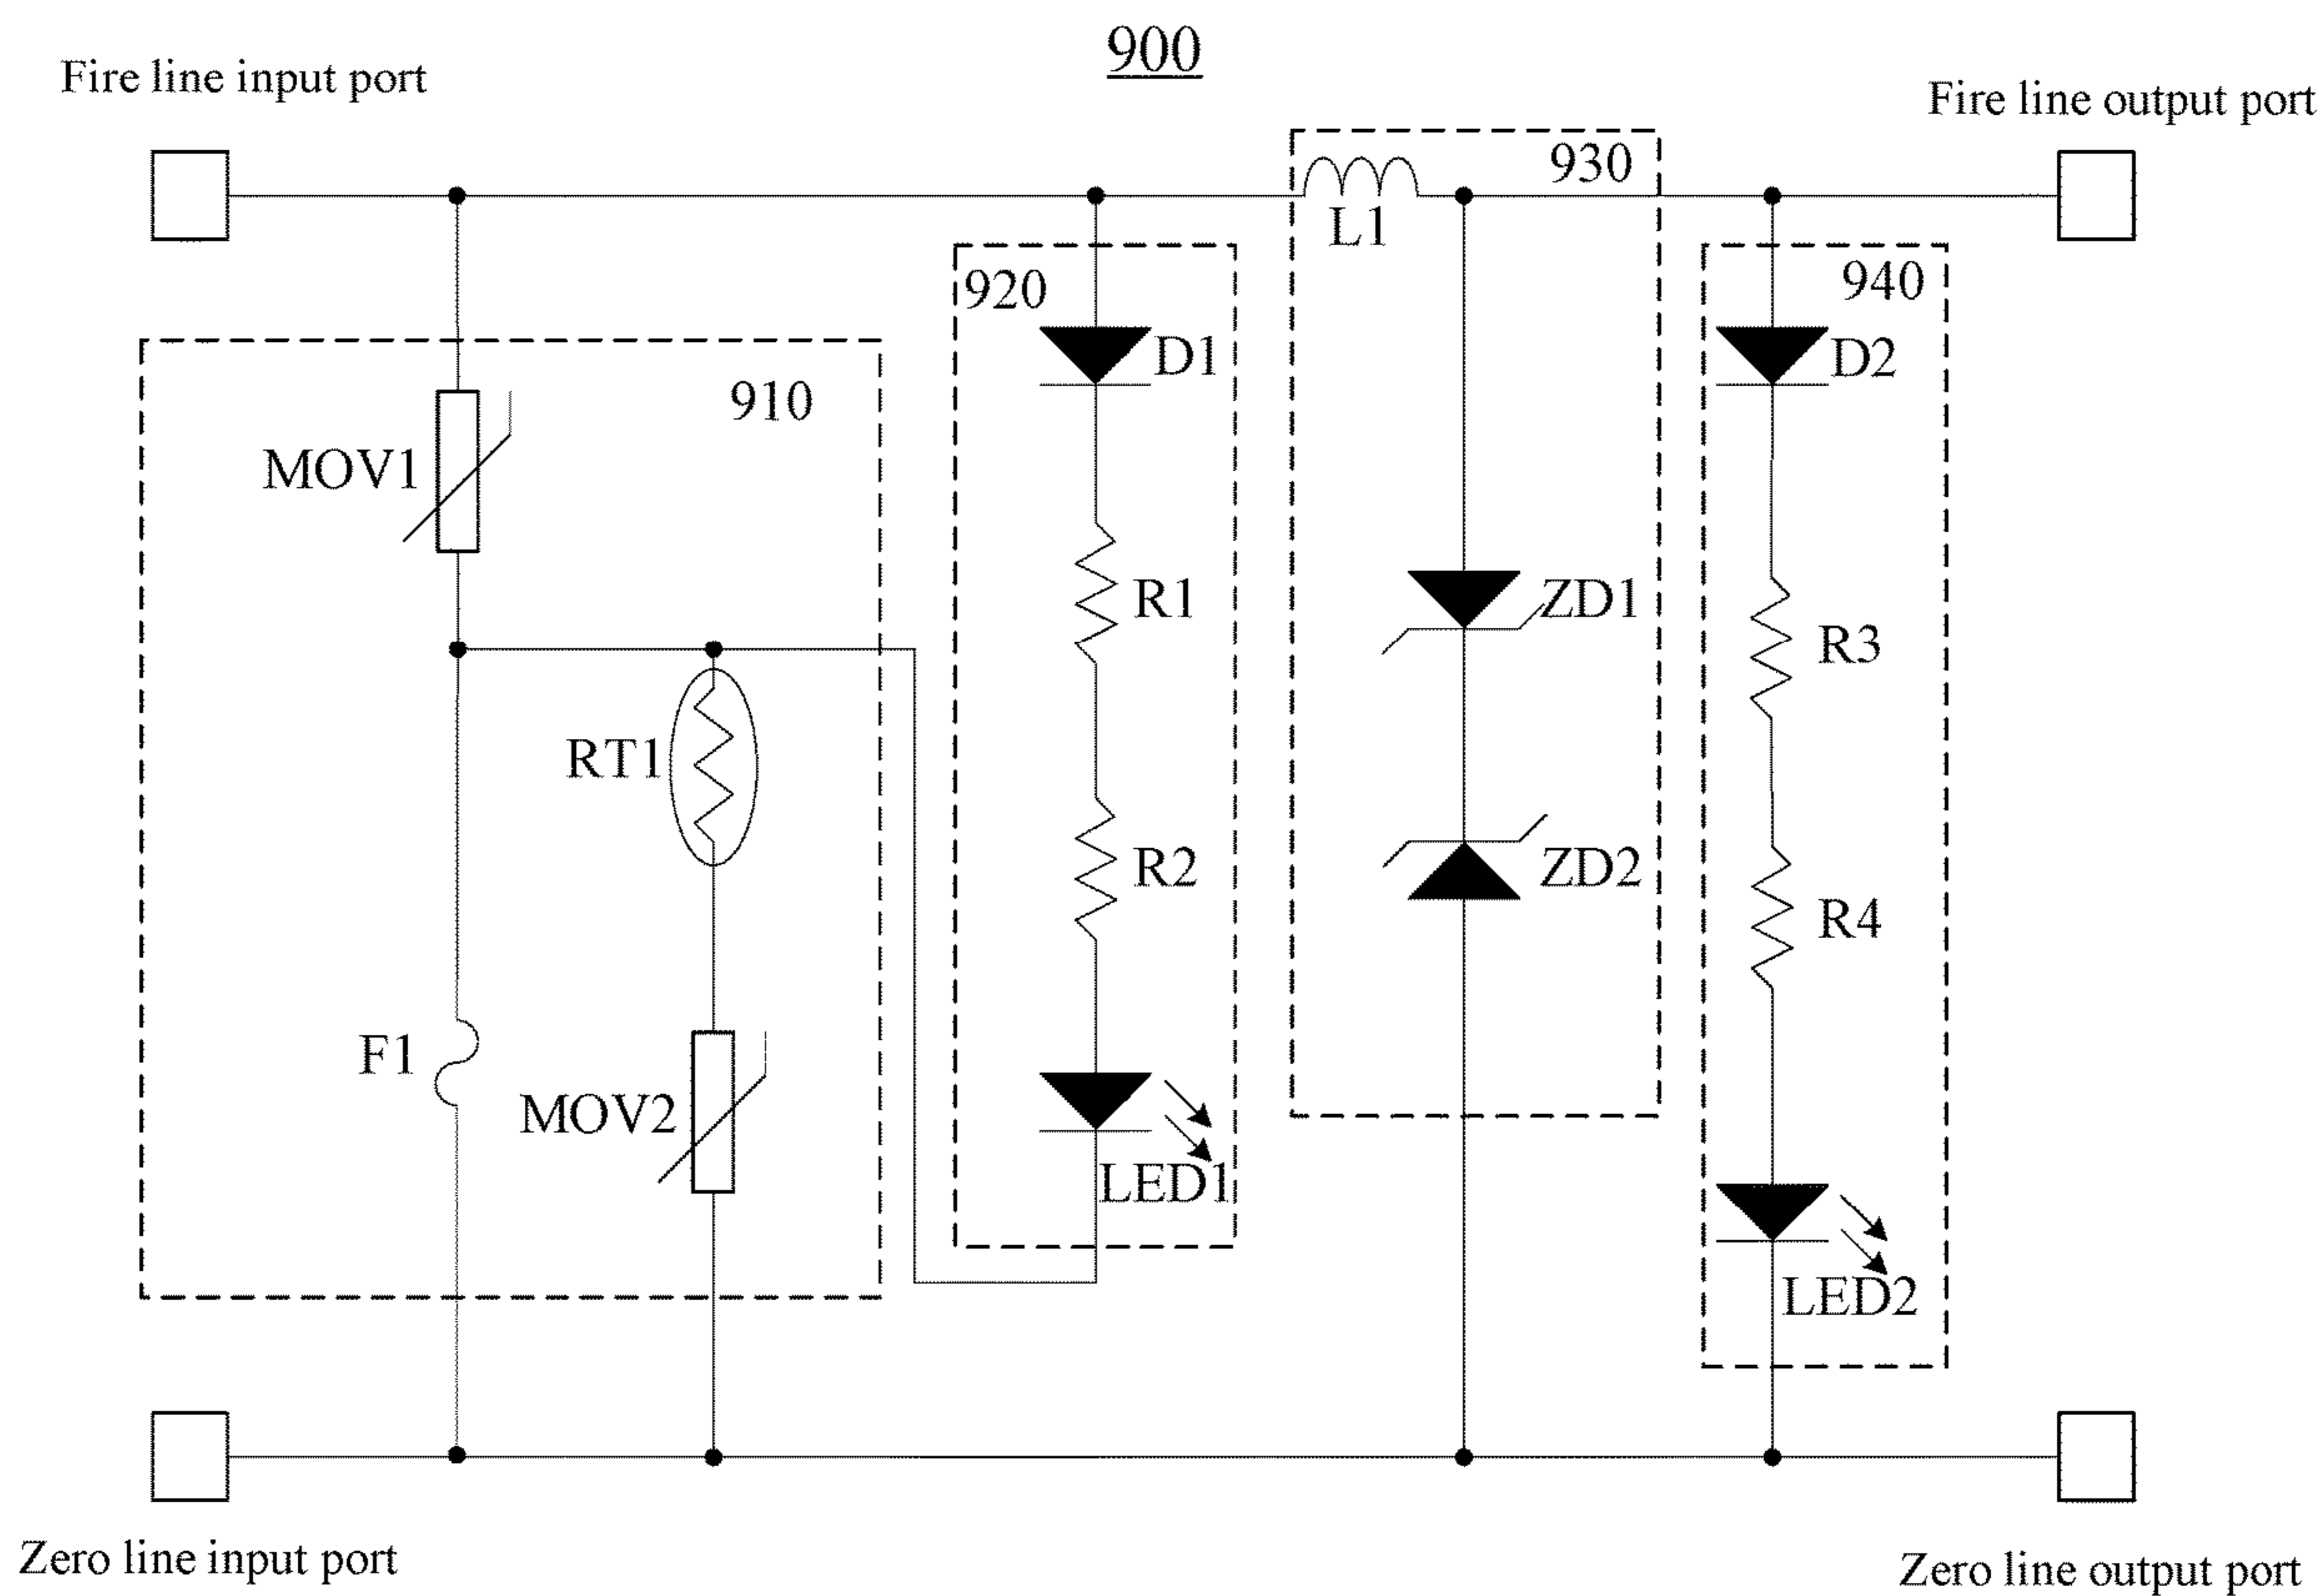 900
Fire line input port
Fire line output port
930
L1
920
940
D1
D2
910
MOV1
R1
ZD1
R3
RT1
R2
ZD2
R4
F1
MOV2
LED1
LED2
Zero line input port
Zero line output port